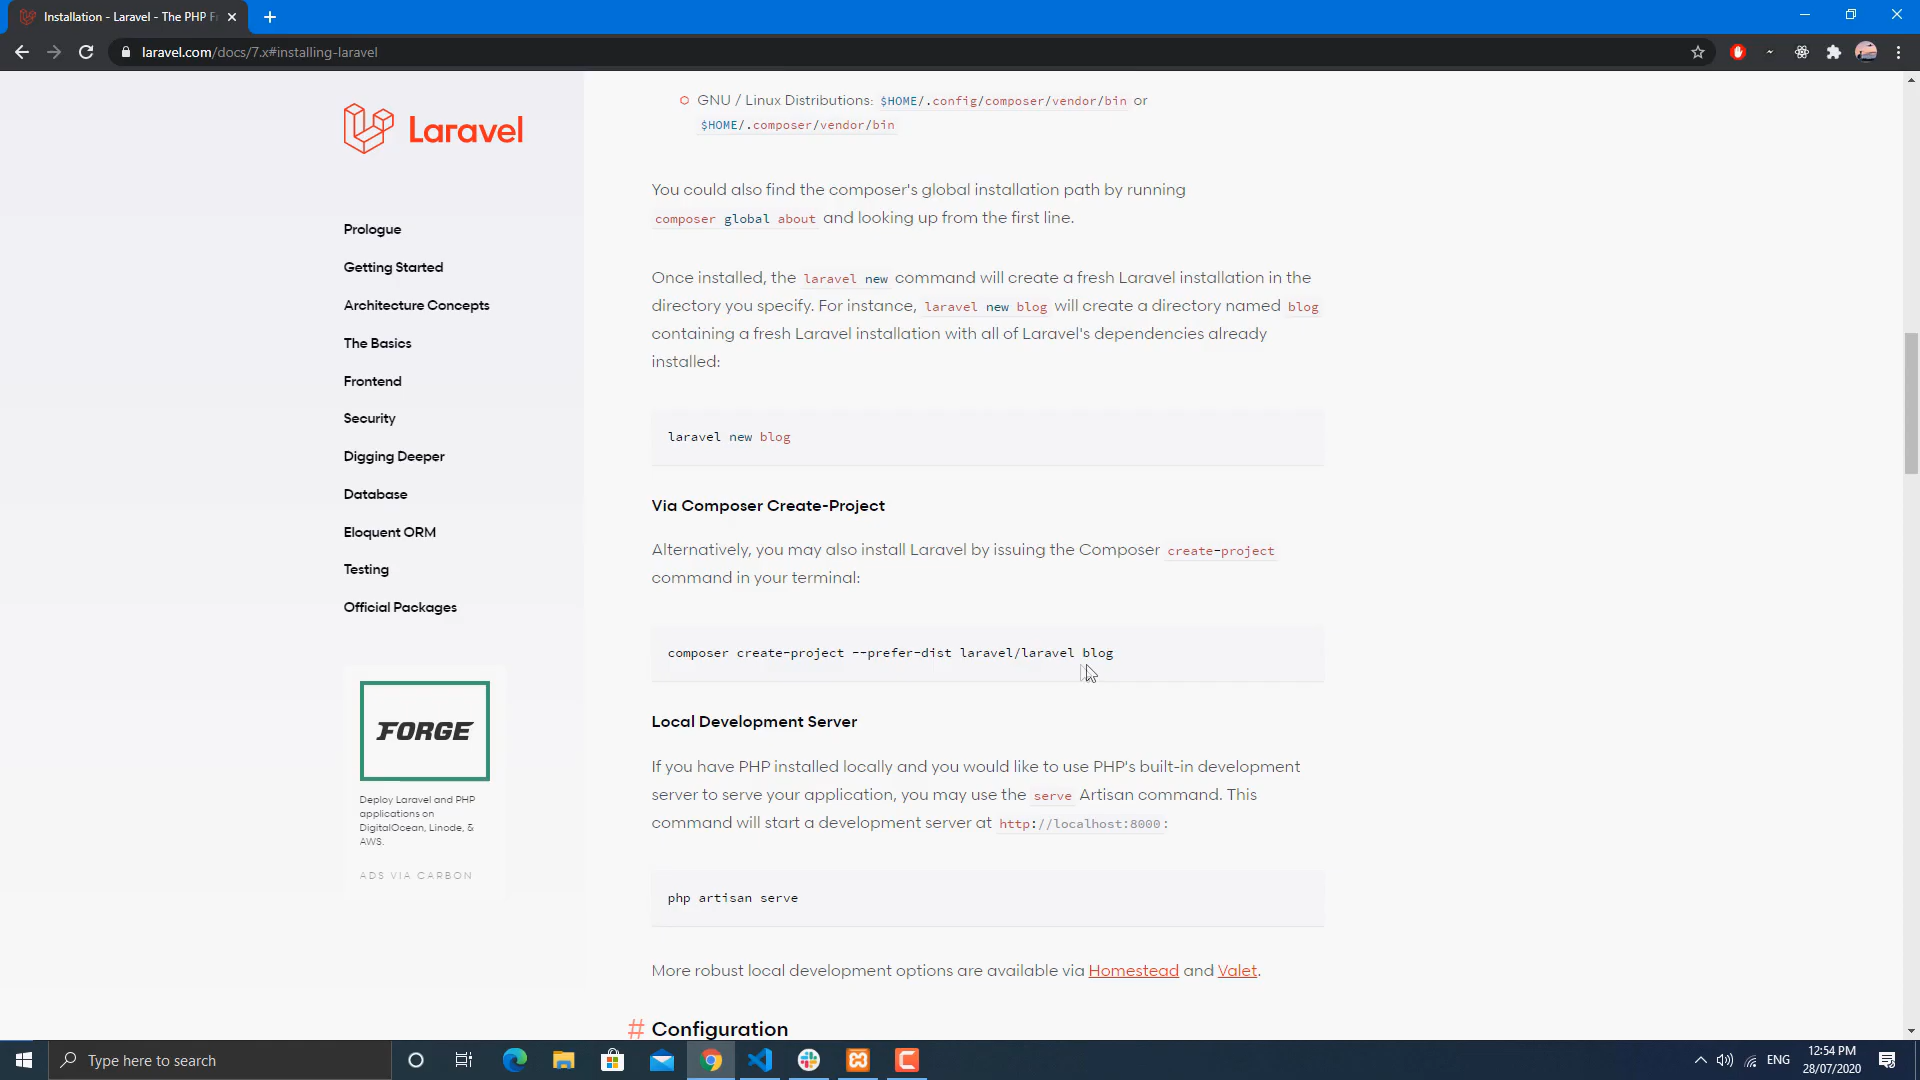 Installation - Laravel - The PHP F
laravel.com/docs/7.x#installing-laravel
Laravel
Prologue
Getting Started
Architecture Concepts
The Basics
Frontend
Security
Digging Deeper
Database
Eloquent ORM
Testing
Official Packages
FORGE
Deploy Laravel and PHP
applications on
DigitalOcean, Linode, &
AWS.
ADS VIA CARBON
GNU / Linux Distributions: $HOME/.config/composer/vendor/bin or
$HOME/.composer/vendor/bin
You could also find the composer's global installation path by running
composer global about and looking up from the first line.
Once installed, the laravel new command will create a fresh Laravel installation in the
directory you specify. For instance, laravel new blog will create a directory named blog
containing a fresh Laravel installation with all of Laravel's dependencies already
installed:
laravel new blog
Via Composer Create-Project
Alternatively, you may also install Laravel by issuing the Composer create-project
command in your terminal:
composer create-project --prefer-dist laravel/laravel blog
Local Development Server
If you have PHP installed locally and you would like to use PHP's built-in development
server to serve your application, you may use the serve Artisan command. This
command will start a development server at http://localhost:8000:
php artisan serve
More robust local development options are available via Homestead and Valet.
# Configuration
Type here to search
ENG
12:54 PM
28/07/2020